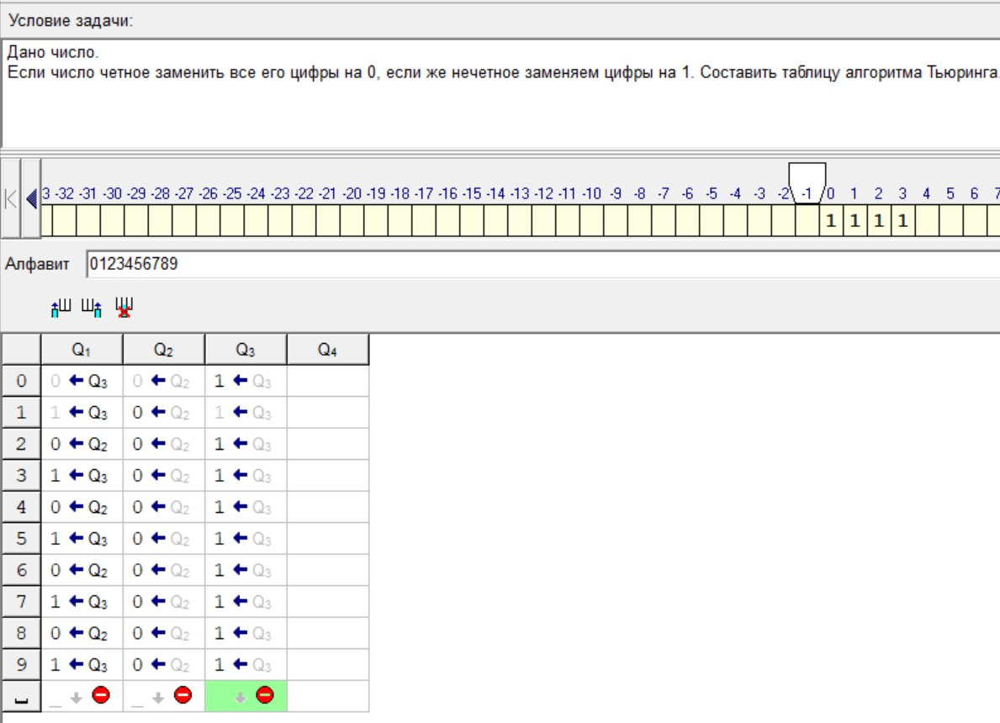 Условие задачи:
Дано число.
Если число четное заменить все его цифры на 0, если же нечетное заменяем цифры на 1. Составить таблицу алгоритма Тьюринга.
3 -32 -31 -30 -29 -28 -27 -26 -25 -24 -23 -22 -21 -20 -19 -18 -17 -16 -15 -14 -13 -12 -11 -10 -9 -8 -7 -6 -5 -4 -3 -2 -1 0 1 2 3 4 5 6 7
1 1 1 1
Алфавит 0123456789
Q1 Q2 Q3 Q4
0 0 ← Q3 0 ← Q2 1 ← Q3
1 1 ← Q3 0 ← Q2 1 ← Q3
2 0 ← Q2 0 ← Q2 1 ← Q3
3 1 ← Q3 0 ← Q2 1 ← Q3
4 0 ← Q2 0 ← Q2 1 ← Q3
5 1 ← Q3 0 ← Q2 1 ← Q3
6 0 ← Q2 0 ← Q2 1 ← Q3
7 1 ← Q3 0 ← Q2 1 ← Q3
8 0 ← Q2 0 ← Q2 1 ← Q3
9 1 ← Q3 0 ← Q2 1 ← Q3
_ ↓ _ ↓ ↓